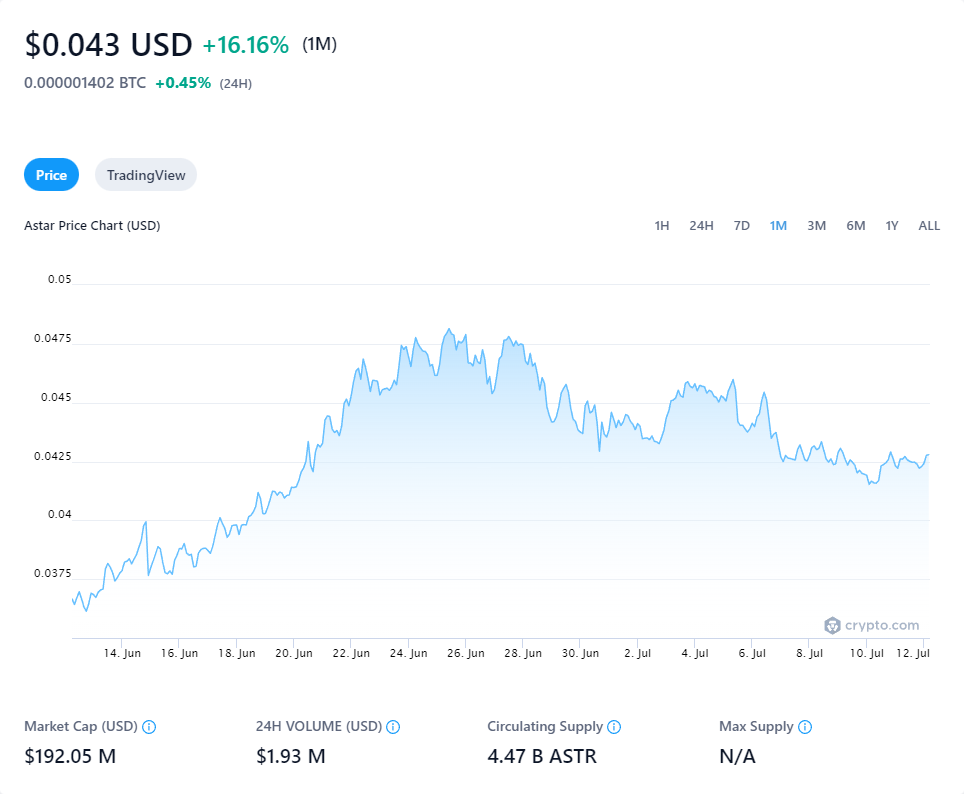 $0.043 USD +16.16% (1M)
0.000001402 BTC +0.45% (24H)
Price TradingView
Astar Price Chart (USD) 1H 24H 7D 1M 3M 6M 1Y ALL
0.05
0.0475
0.045
0.0425
0.04
0.0375
crypto.com
14. Jun 16. Jun 18. Jun 20. Jun 22. Jun 24. Jun 26. Jun 28. Jun 30. Jun 2. Jul 4. Jul 6. Jul 8. Jul 10. Jul 12. Jul
Market Cap (USD) 24H VOLUME (USD) Circulating Supply Max Supply
$192.05 M $1.93 M 4.47 B ASTR N/A